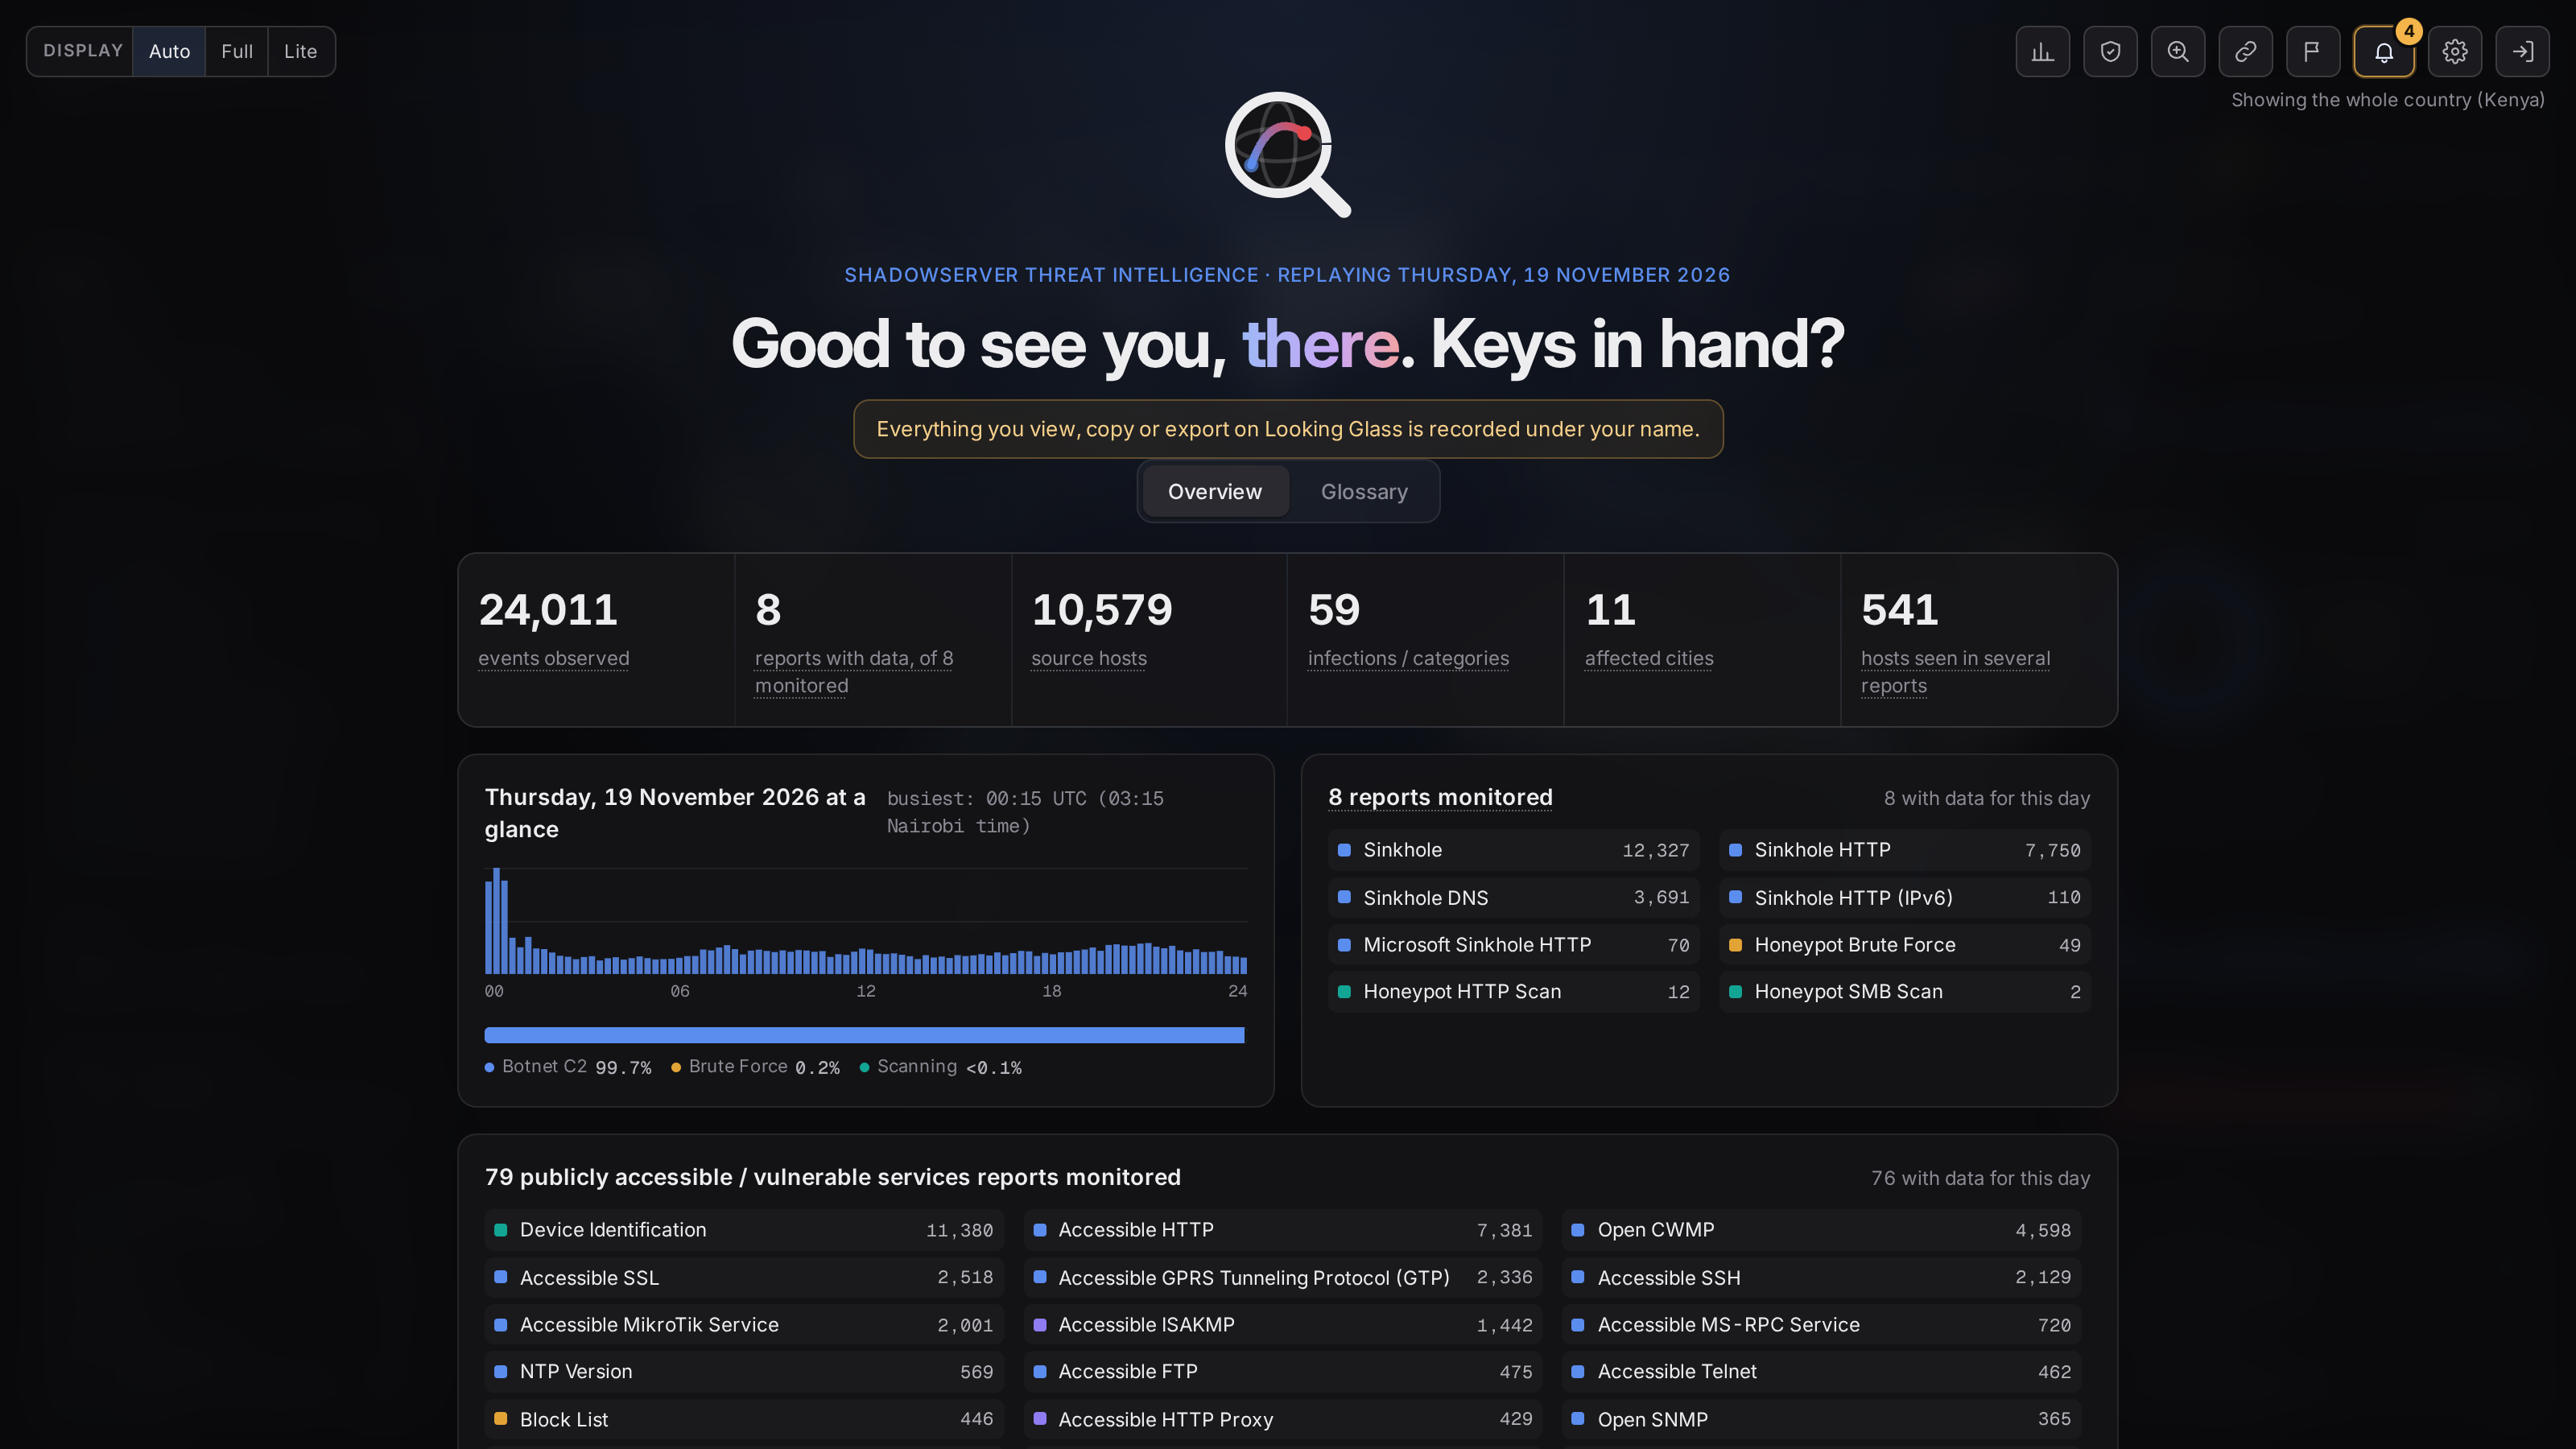 DISPLAY Auto Full Lite
4
Showing the whole country (Kenya)
SHADOWSERVER THREAT INTELLIGENCE · REPLAYING THURSDAY, 19 NOVEMBER 2026
Good to see you, there. Keys in hand?
Everything you view, copy or export on Looking Glass is recorded under your name.
Overview Glossary
24,011
events observed
8
reports with data, of 8
monitored
10,579
source hosts
59
infections / categories
11
affected cities
541
hosts seen in several
reports
Thursday, 19 November 2026 at a
glance
busiest: 00:15 UTC (03:15
Nairobi time)
00 06 12 18 24
Botnet C2 99.7% Brute Force 0.2% Scanning <0.1%
8 reports monitored 8 with data for this day
Sinkhole 12,327 Sinkhole HTTP 7,750
Sinkhole DNS 3,691 Sinkhole HTTP (IPv6) 110
Microsoft Sinkhole HTTP 70 Honeypot Brute Force 49
Honeypot HTTP Scan 12 Honeypot SMB Scan 2
79 publicly accessible / vulnerable services reports monitored 76 with data for this day
Device Identification 11,380 Accessible HTTP 7,381 Open CWMP 4,598
Accessible SSL 2,518 Accessible GPRS Tunneling Protocol (GTP) 2,336 Accessible SSH 2,129
Accessible MikroTik Service 2,001 Accessible ISAKMP 1,442 Accessible MS-RPC Service 720
NTP Version 569 Accessible FTP 475 Accessible Telnet 462
Block List 446 Accessible HTTP Proxy 429 Open SNMP 365